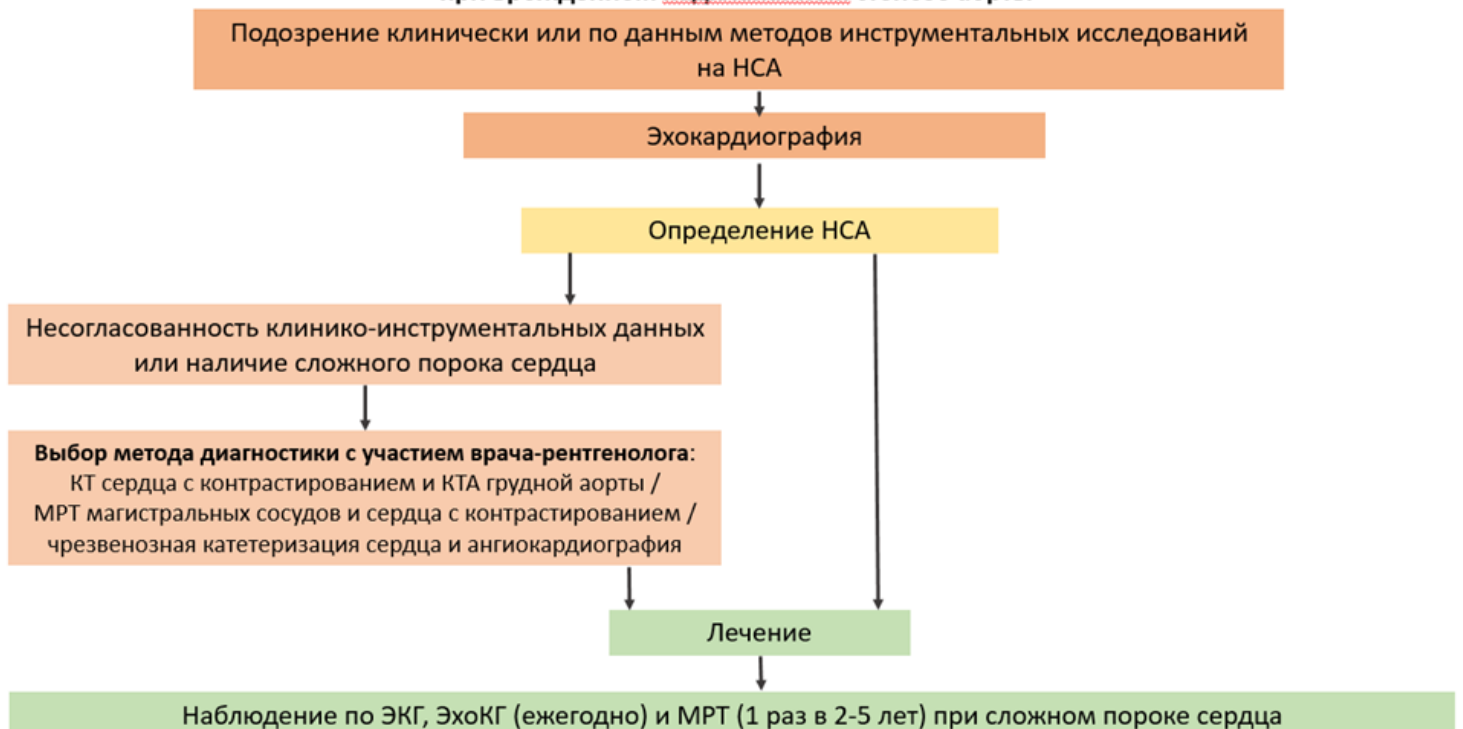 Подозрение клинически или по данным методов инструментальных исследований
на НСА
Эхокардиография
Определение НСА
Несогласованность клинико-инструментальных данных
или наличие сложного порока сердца
Выбор метода диагностики с участием врача-рентгенолога:
КТ сердца с контрастированием и КТА грудной аорты /
МРТ магистральных сосудов и сердца с контрастированием /
чрезвенозная катетеризация сердца и ангиокардиография
Лечение
Наблюдение по ЭКГ, ЭхоКГ (ежегодно) и МРТ (1 раз в 2-5 лет) при сложном пороке сердца